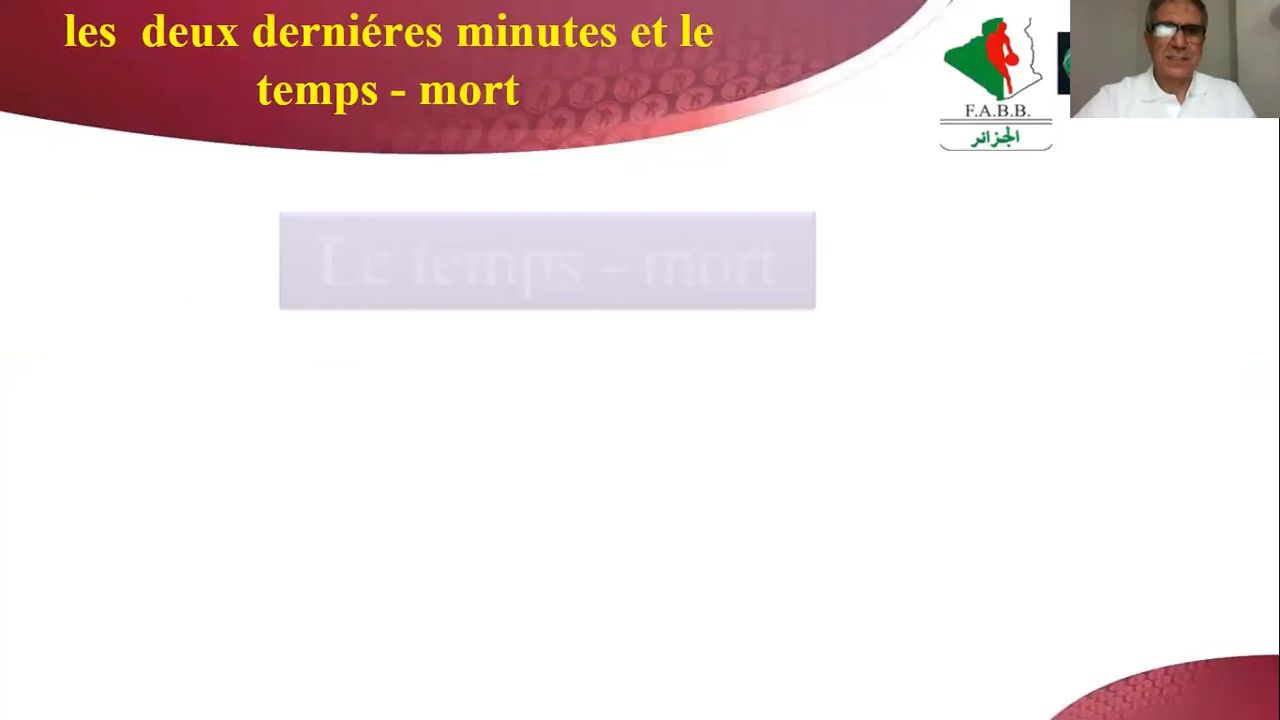 les deux derniéres minutes et le
temps - mort
F.A.B.B.
الجزائر
Le temps - mort